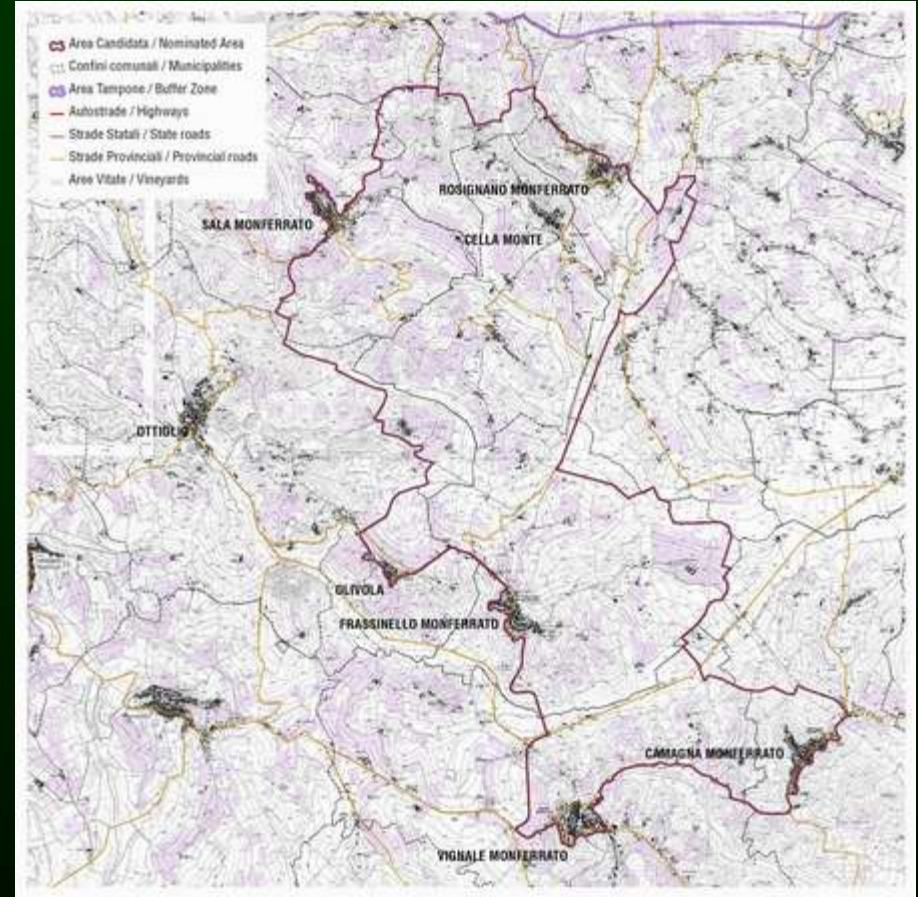 Area Candidata / Nominated Area
Confini comunali / Municipalities
Area Tampone / Buffer Zone
Autostrade / Highways
Strade Statali / State roads
Strade Provinciali / Provincial roads
Aree Vitate / Vineyards
ROSIGNANO MONFERRATO
SALA MONFERRATO
CELLA MONTE
OTTIGLIO
OLIVOLA
FRASSINELLO MONFERRATO
CAMAGNA MONFERRATO
VIGNALE MONFERRATO